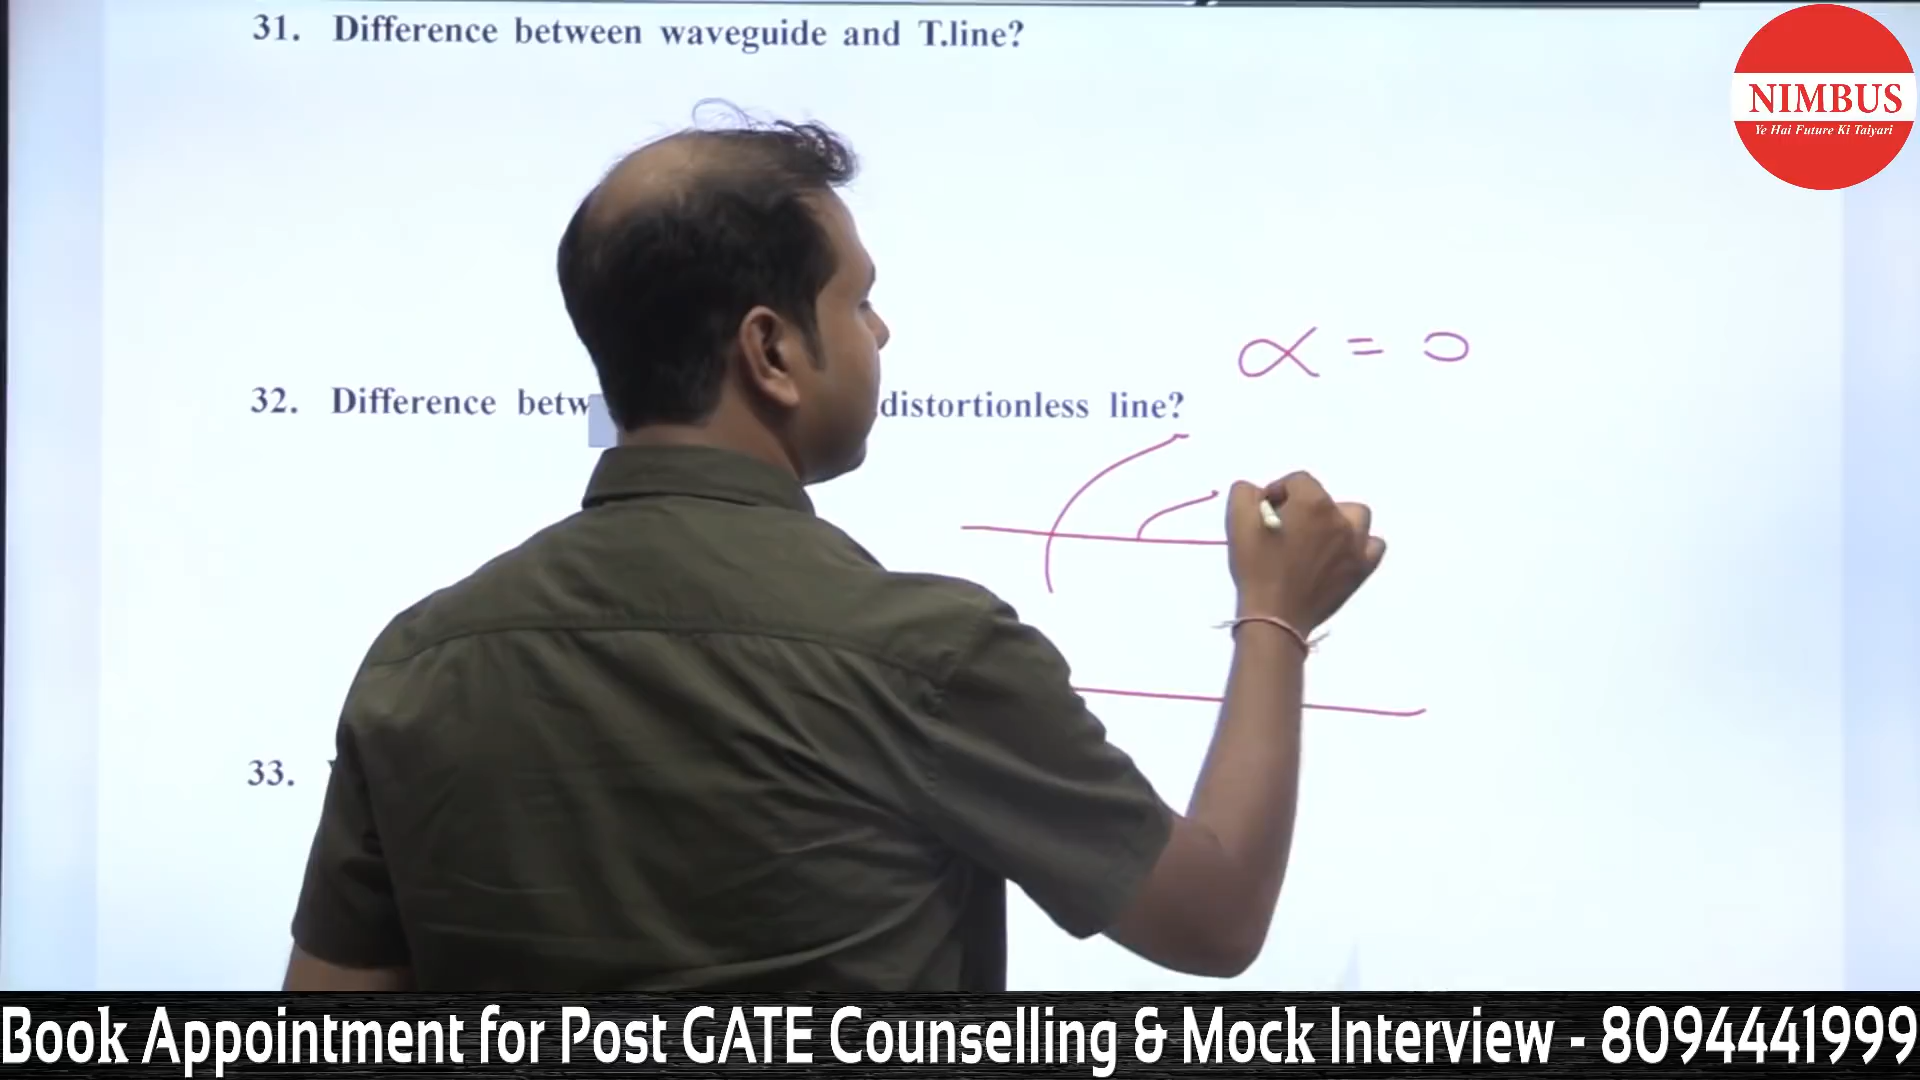 31. Difference between waveguide and T.line?
NIMBUS
Ye Hai Future Ki Taiyari
α = 0
32. Difference distortionless line?
33.
Book Appointment for Post GATE Counselling & Mock Interview - 8094441999